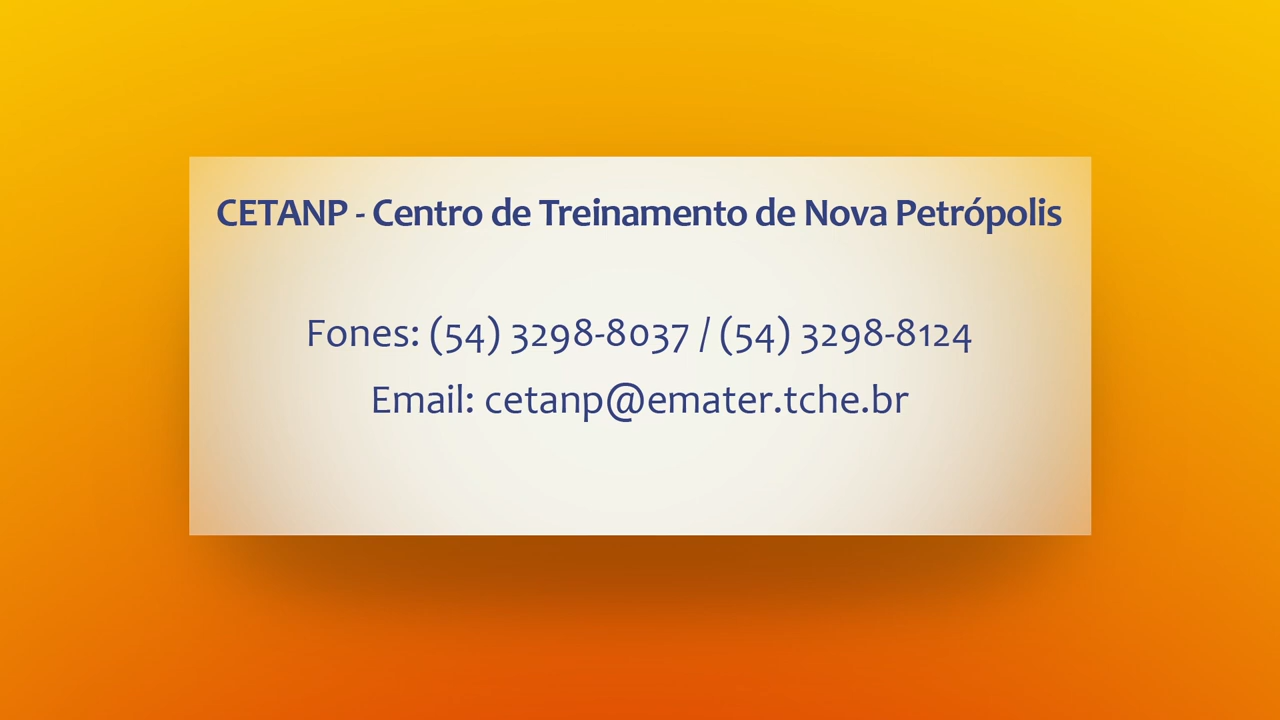 CETANP - Centro de Treinamento de Nova Petrópolis
Fones: (54) 3298-8037 / (54) 3298-8124
Email: cetanp@emater.tche.br